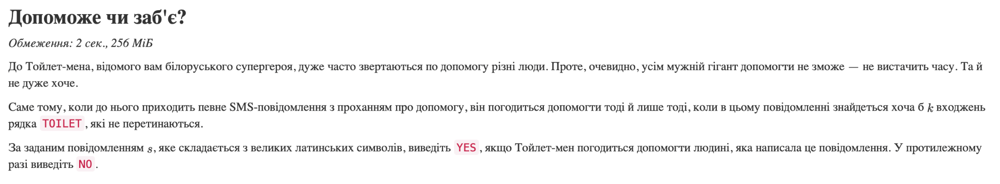 Допоможе чи заб'є?
Обмеження: 2 сек., 256 МіБ
До Тойлет-мена, відомого вам білоруського супергероя, дуже часто звертаються по допомогу різні люди. Проте, очевидно, усім мужній гігант допомогти не зможе — не вистачить часу. Та й
не дуже хоче.
Саме тому, коли до нього приходить певне SMS-повідомлення з проханням про допомогу, він погодиться допомогти тоді й лише тоді, коли в цьому повідомленні знайдеться хоча б k входжень
рядка TOILET, які не перетинаються.
За заданим повідомленням s, яке складається з великих латинських символів, виведіть YES, якщо Тойлет-мен погодиться допомогти людині, яка написала це повідомлення. У протилежному
разі виведіть NO.